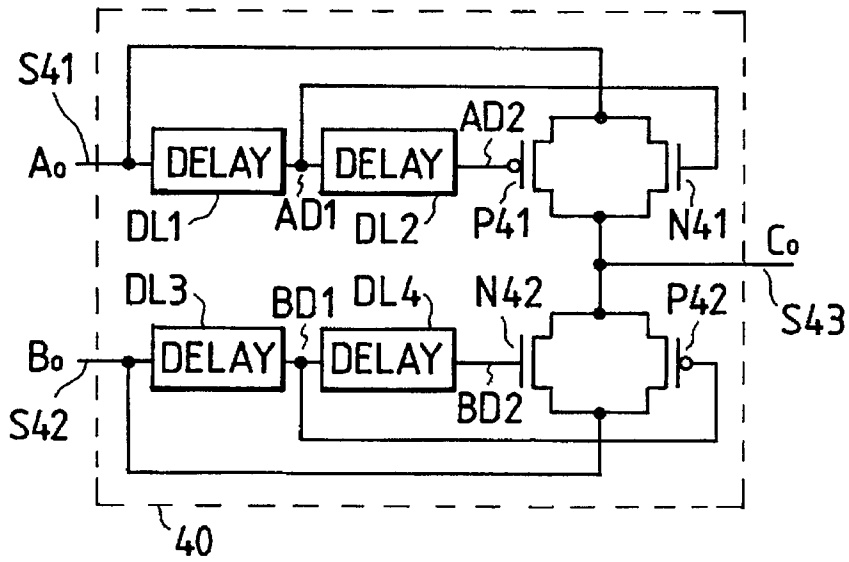 S41
A₀
DELAY
DELAY
AD2
DL1
AD1
DL2
P41
N41
C₀
DL3
BD1
DL4
N42
P42
S43
B₀
DELAY
DELAY
S42
BD2
40